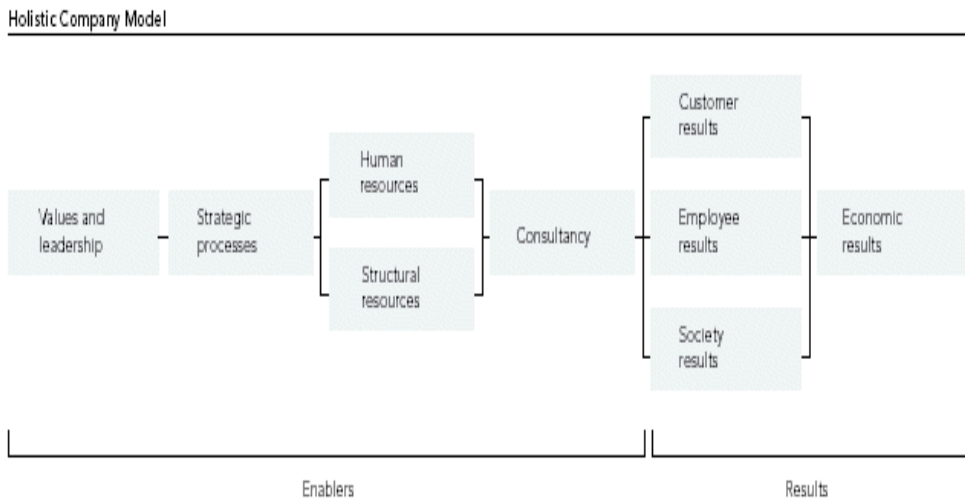 Holistic Company Model
Values and
leadership
Strategic
processes
Human
resources
Structural
resources
Consultancy
Customer
results
Employee
results
Society
results
Economic
results
Enablers
Results